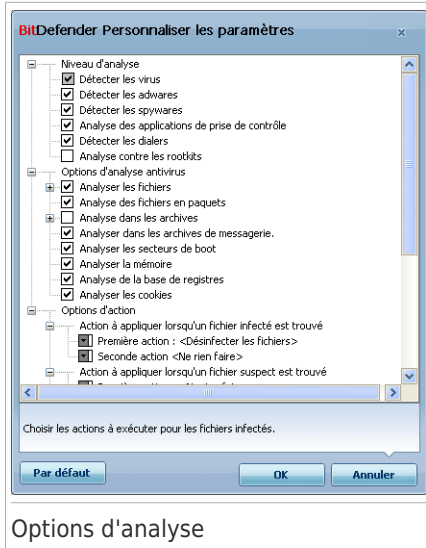 BitDefender Personnaliser les paramètres
Niveau d'analyse
Détecter les virus
Détecter les adwares
Détecter les spywares
Analyse des applications de prise de contrôle
Détecter les dialers
Analyse contre les rootkits
Options d'analyse antivirus
Analyser les fichiers
Analyse des fichiers en paquets
Analyse dans les archives
Analyser dans les archives de messagerie.
Analyser les secteurs de boot
Analyser la mémoire
Analyse de la base de registres
Analyser les cookies
Options d'action
Action à appliquer lorsqu'un fichier infecté est trouvé
Première action : <Désinfecter les fichiers>
Seconde action <Ne rien faire>
Action à appliquer lorsqu'un fichier suspect est trouvé
Choisir les actions à exécuter pour les fichiers infectés.
Par défaut
OK
Annuler
Options d'analyse